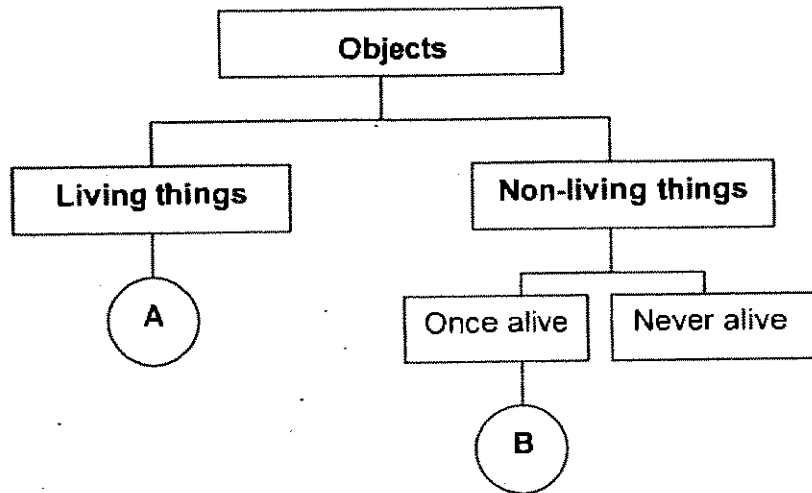 Objects
Living things
Non-living things
A
Once alive
Never alive
B